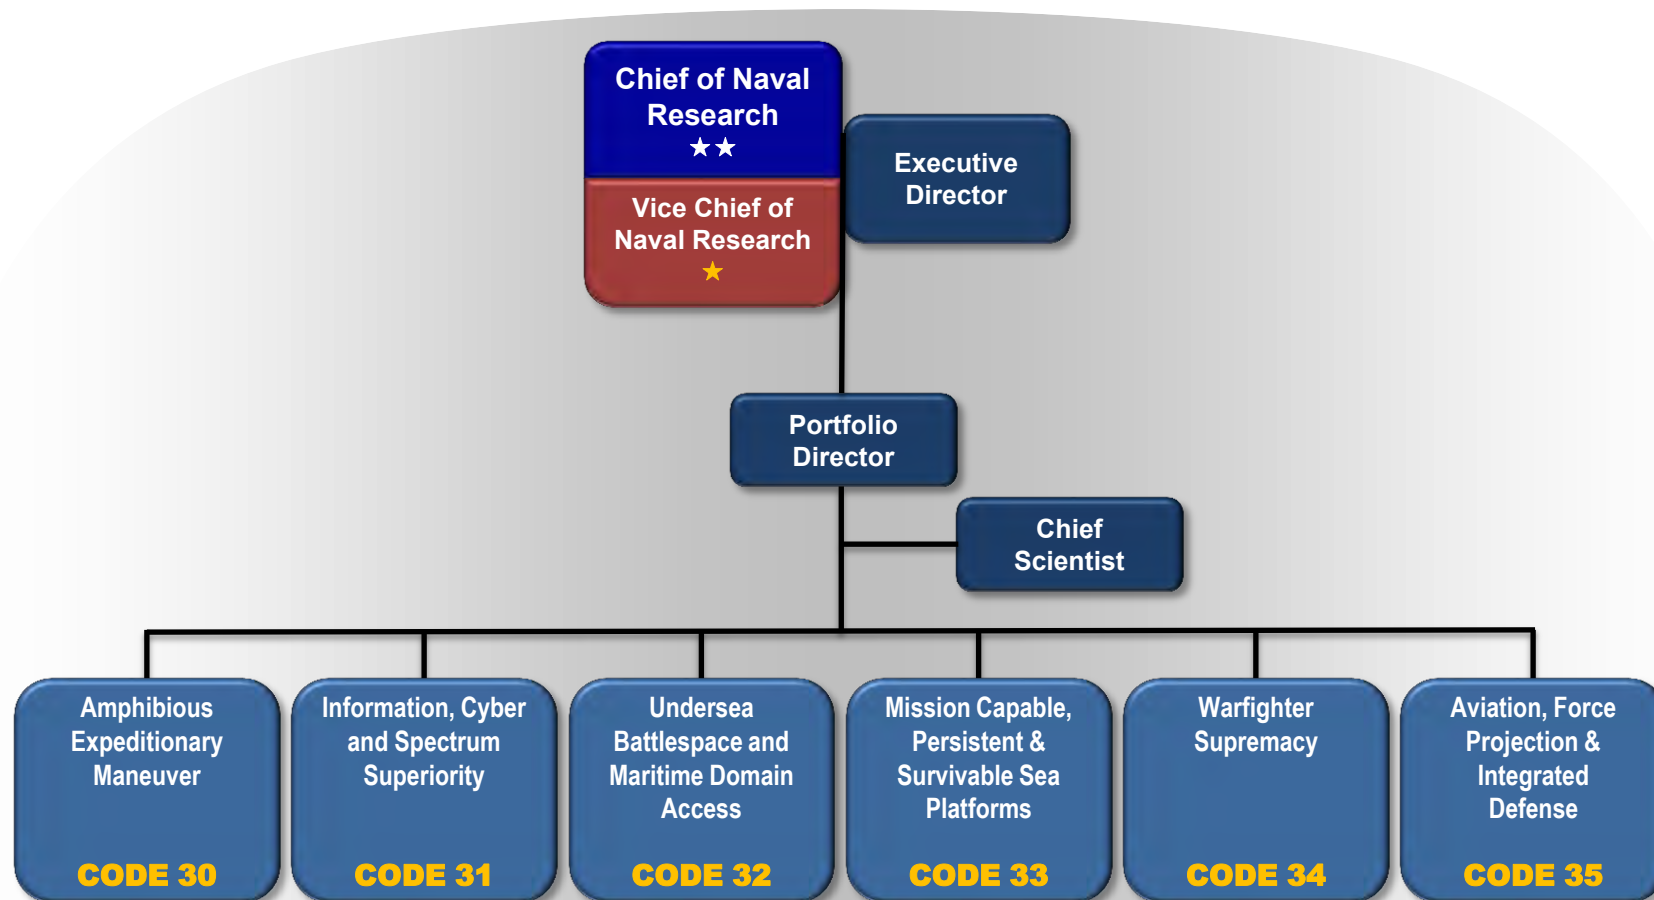 Chief of Naval
Research
★★
Vice Chief of
Naval Research
★
Executive
Director
Portfolio
Director
Chief
Scientist
Amphibious
Expeditionary
Maneuver
CODE 30
Information, Cyber
and Spectrum
Superiority
CODE 31
Undersea
Battlespace and
Maritime Domain
Access
CODE 32
Mission Capable,
Persistent &
Survivable Sea
Platforms
CODE 33
Warfighter
Supremacy
CODE 34
Aviation, Force
Projection &
Integrated
Defense
CODE 35